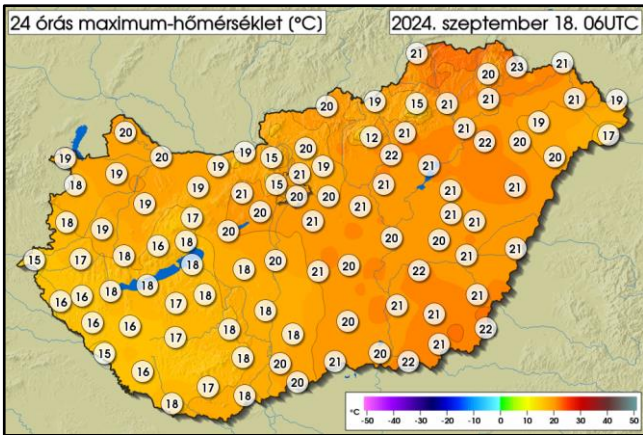 24 órás maximum-hőmérséklet (°C) 2024. szeptember 18. 06UTC
21
21 23
20
20 19 15 21 21 21 19
20 12 21 21 22 19 20 17
19 20 19 19 15 20 22 20
18 19 19 21 15 21 19 21 21 21
19 17 20 20 20 21 21
18 19 20 21 21 21
15 17 18 16 18 20 20 21 21
18 18 20 21 20 22
16 16 18 18 17 18 21
16 16 17 18 18 20 21 21 22
15 18 18 21
16 18 20 21 20 22
17 20
18 18
°C -50 -40 -30 -20 -10 0 10 20 30 40 50